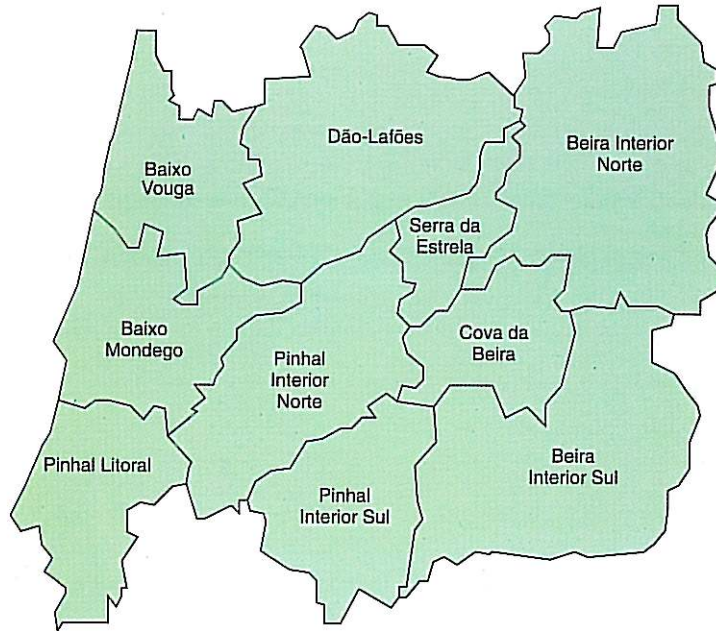 Dão-Lafões
Beira Interior
Norte
Baixo
Vouga
Serra da
Estrela
Baixo
Mondego
Cova da
Beira
Pinhal
Interior
Norte
Pinhal Litoral
Beira
Interior Sul
Pinhal
Interior Sul